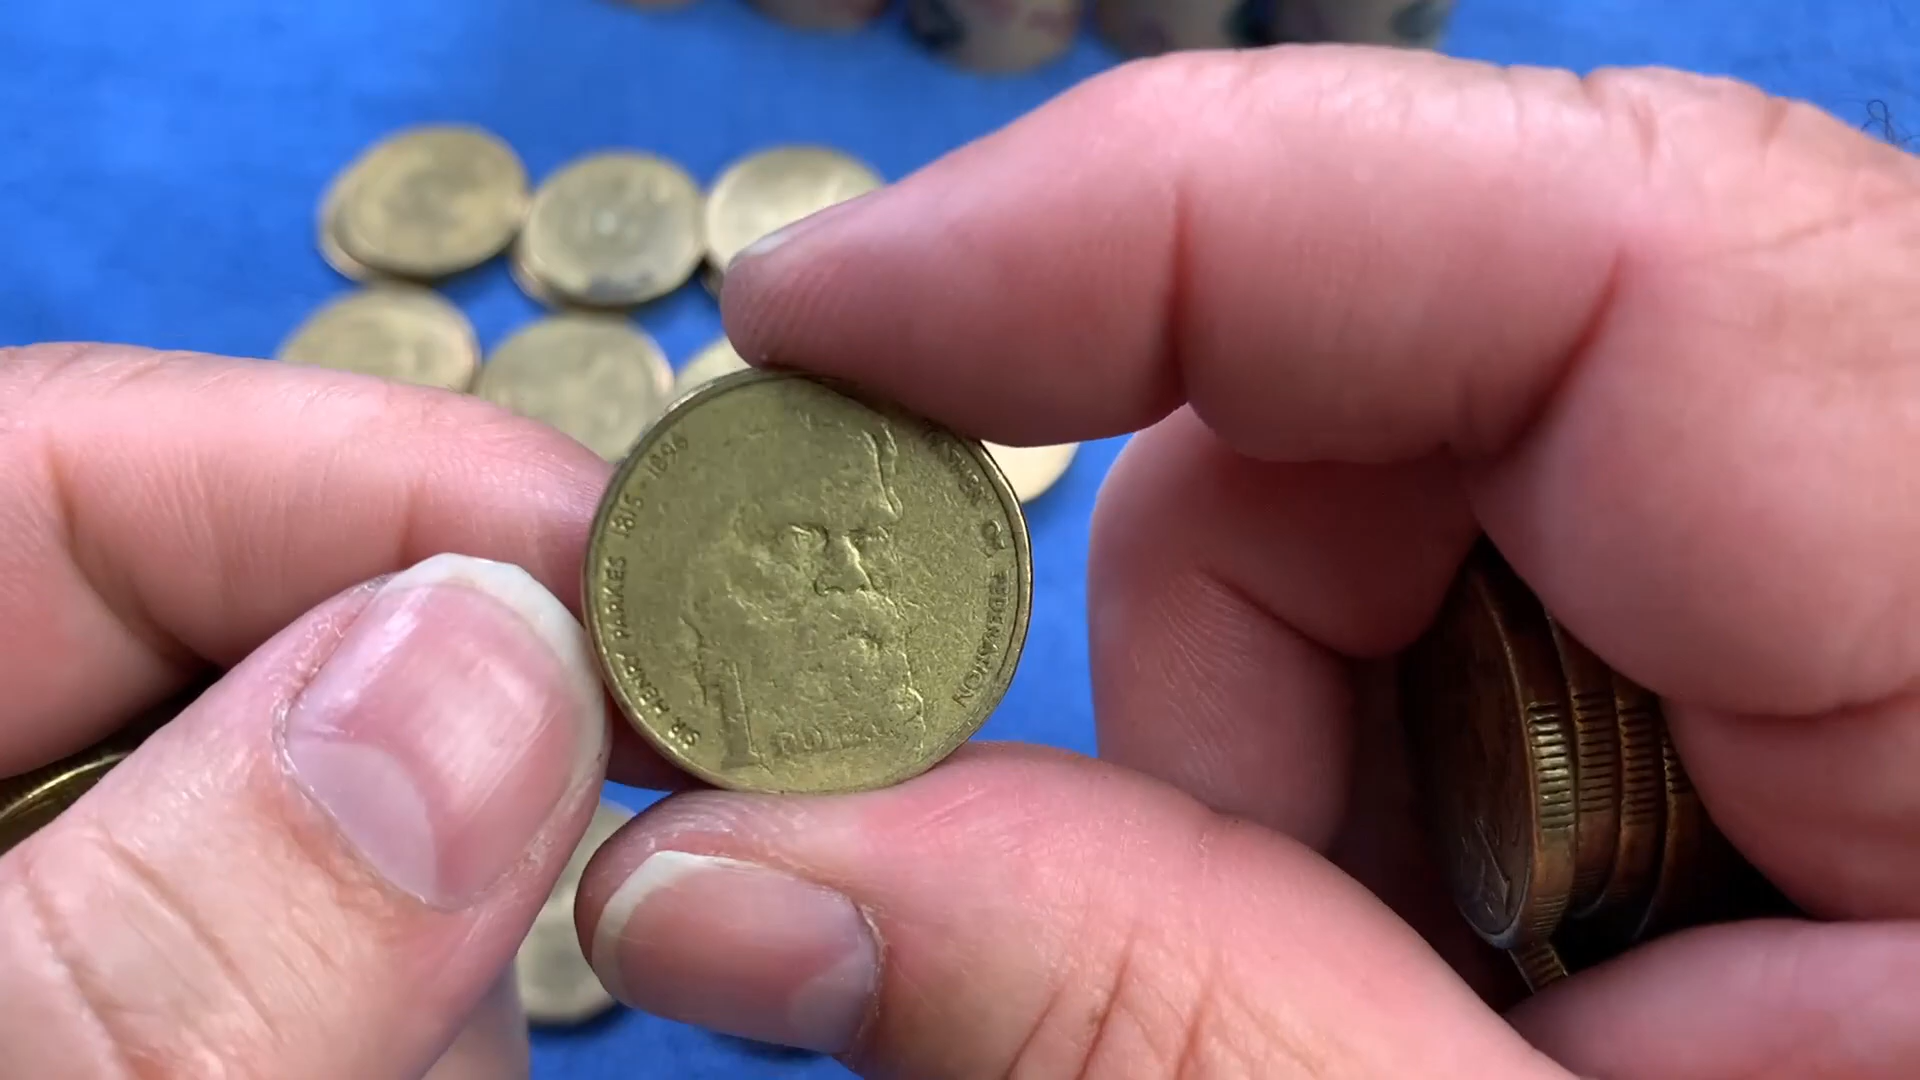 SIR HENRY PARKES 1815 - 1896
FATHER OF FEDERATION
1 DOLLAR